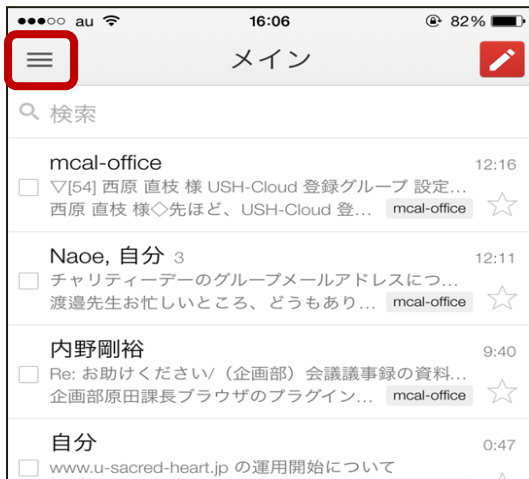 au 16:06 82%
メイン
検索
mcal-office 12:16
▽[54] 西原 直枝 様 USH-Cloud 登録グループ 設定...
西原 直枝 様◇先ほど、USH-Cloud 登... mcal-office
Naoe, 自分 3 12:11
チャリティーデーのグループメールアドレスにつ...
渡邉先生お忙しいところ、どうもあり... mcal-office
内野剛裕 9:40
Re: お助けください/（企画部）会議議事録の資料...
企画部原田課長ブラウザのプラグイン... mcal-office
自分 0:47
www.u-sacred-heart.jp の運用開始について